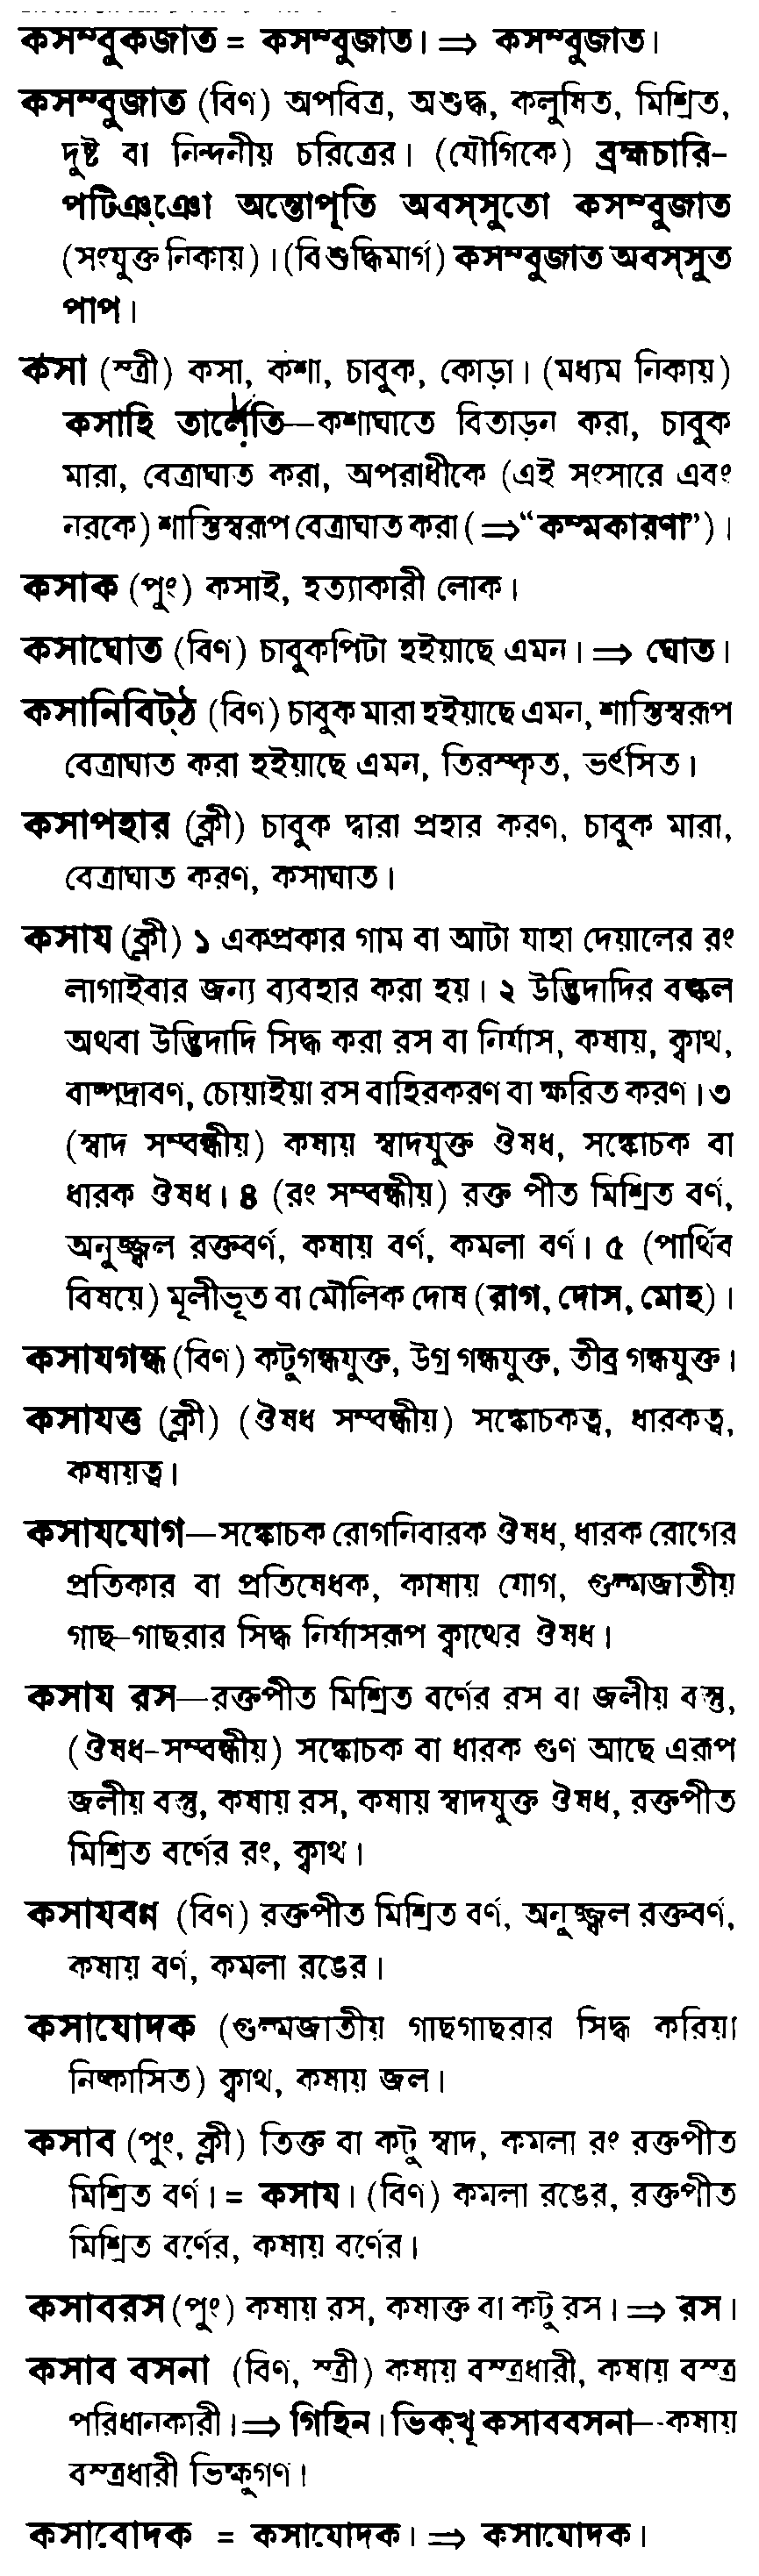 কসম্বুকজাত = কসম্বুজাত। ⇒ কসম্বুজাত।
কসম্বুজাত (বিণ) অপবিত্র, অশুদ্ধ, কলুষিত, মিশ্রিত,
দুষ্ট বা নিন্দনীয় চরিত্রের। (যৌগিকে) ব্রহ্মচারি-
পটিঞ্ঞো অন্তোপূতি অবস্সুতো কসম্বুজাত
(সংযুক্ত নিকায়)। (বিশুদ্ধিমার্গ) কসম্বুজাত অবস্সুত
পাপ।
কসা (স্ত্রী) কসা, কশা, চাবুক, কোড়া। (মধ্যম নিকায়)
কসাহি তালেতি—কশাঘাতে বিতাড়ন করা, চাবুক
মারা, বেত্রাঘাত করা, অপরাধীকে (এই সংসারে এবং
নরকে) শাস্তিস্বরূপ বেত্রাঘাত করা (⇒“কম্মকারণা”)।
কসাক (পুং) কসাই, হত্যাকারী লোক।
কসাঘোত (বিণ) চাবুকপিটা হইয়াছে এমন। ⇒ ঘোত।
কসানিবিট্ঠ (বিণ) চাবুক মারা হইয়াছে এমন, শাস্তিস্বরূপ
বেত্রাঘাত করা হইয়াছে এমন, তিরস্কৃত, ভর্ৎসিত।
কসাপহার (ক্লী) চাবুক দ্বারা প্রহার করণ, চাবুক মারা,
বেত্রাঘাত করণ, কসাঘাত।
কসায (ক্লী) ১ একপ্রকার গাম বা আটা যাহা দেয়ালের রং
লাগাইবার জন্য ব্যবহার করা হয়। ২ উদ্ভিদাদির বল্কল
অথবা উদ্ভিদাদি সিদ্ধ করা রস বা নির্যাস, কষায়, ক্বাথ,
বাষ্পদ্রাবণ, চোয়াইয়া রস বাহিরকরণ বা ক্ষরিত করণ। ৩
(স্বাদ সম্বন্ধীয়) কষায় স্বাদযুক্ত ঔষধ, সঙ্কোচক বা
ধারক ঔষধ। ৪ (রং সম্বন্ধীয়) রক্ত পীত মিশ্রিত বর্ণ,
অনুজ্জ্বল রক্তবর্ণ, কষায় বর্ণ, কমলা বর্ণ। ৫ (পার্থিব
বিষয়ে) মূলীভূত বা মৌলিক দোষ (রাগ, দোস, মোহ)।
কসাযগন্ধ (বিণ) কটুগন্ধযুক্ত, উগ্র গন্ধযুক্ত, তীব্র গন্ধযুক্ত।
কসাযত্ত (ক্লী) (ঔষধ সম্বন্ধীয়) সঙ্কোচকত্ব, ধারকত্ব,
কষায়ত্ব।
কসাযযোগ—সঙ্কোচক রোগনিবারক ঔষধ, ধারক রোগের
প্রতিকার বা প্রতিষেধক, কাষায় যোগ, গুল্মজাতীয়
গাছ-গাছরার সিদ্ধ নির্যাসরূপ ক্বাথের ঔষধ।
কসায রস—রক্তপীত মিশ্রিত বর্ণের রস বা জলীয় বস্তু,
(ঔষধ-সম্বন্ধীয়) সঙ্কোচক বা ধারক গুণ আছে এরূপ
জলীয় বস্তু, কষায় রস, কষায় স্বাদযুক্ত ঔষধ, রক্তপীত
মিশ্রিত বর্ণের রং, ক্বাথ।
কসাযবণ্ণ (বিণ) রক্তপীত মিশ্রিত বর্ণ, অনুজ্জ্বল রক্তবর্ণ,
কষায় বর্ণ, কমলা রঙের।
কসাযোদক (গুল্মজাতীয় গাছগাছরার সিদ্ধ করিয়া
নিষ্কাসিত) ক্বাথ, কষায় জল।
কসাব (পুং, ক্লী) তিক্ত বা কটু স্বাদ, কমলা রং রক্তপীত
মিশ্রিত বর্ণ। = কসায। (বিণ) কমলা রঙের, রক্তপীত
মিশ্রিত বর্ণের, কষায় বর্ণের।
কসাবরস (পুং) কষায় রস, কষাক্ত বা কটু রস। ⇒ রস।
কসাব বসনা (বিণ, স্ত্রী) কষায় বস্ত্রধারী, কষায় বস্ত্র
পরিধানকারী। ⇒ গিহিন। ভিক্খূ কসাববসনা—কষায়
বস্ত্রধারী ভিক্ষুগণ।
কসাবোদক = কসাযোদক। ⇒ কসাযোদক।